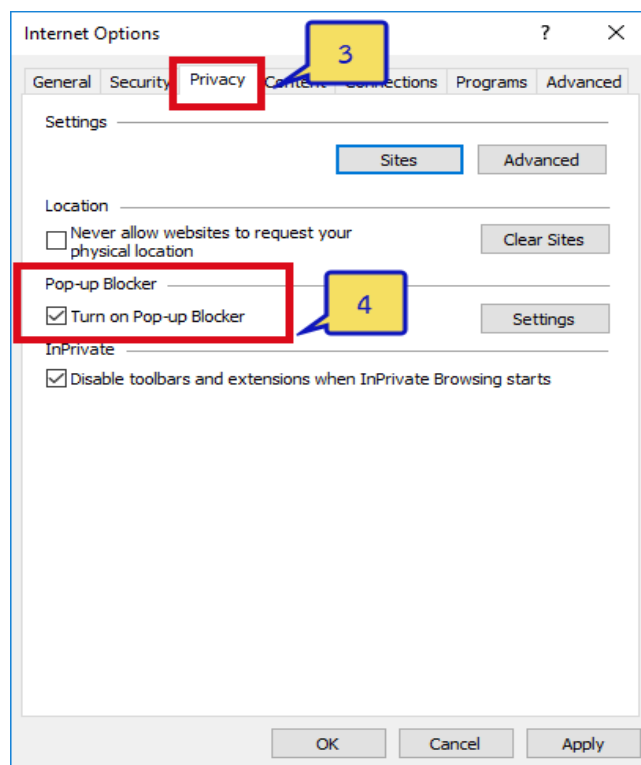 Internet Options
3
General Security Privacy Content Connections Programs Advanced
Settings
Sites Advanced
Location
Never allow websites to request your
physical location
Clear Sites
Pop-up Blocker
Turn on Pop-up Blocker
4
Settings
InPrivate
Disable toolbars and extensions when InPrivate Browsing starts
OK Cancel Apply